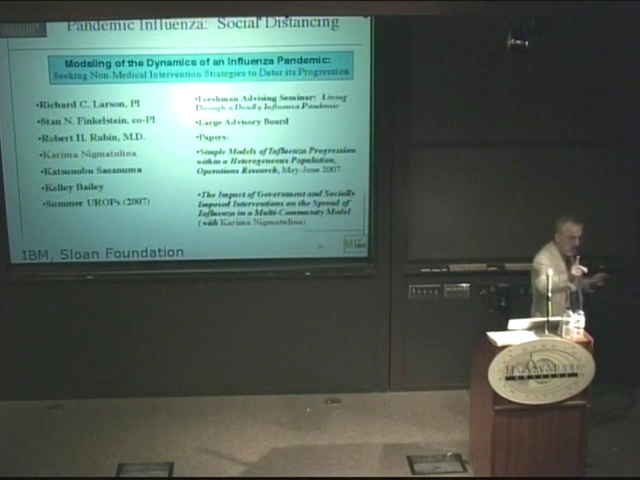 Pandemic Influenza: Social Distancing
Modeling of the Dynamics of an Influenza Pandemic:
Seeking Non-Medical Intervention Strategies to Deter its Progression
•Richard C. Larson, PI
•Stan N. Finkelstein, co-PI
•Robert H. Rubin, M.D.
•Karima Nigmatulina
•Katsunobu Sasanuma
•Kelley Bailey
•Summer UROPs (2007)
•Freshman Advising Seminar: Living
Through a Deadly Influenza Pandemic
•Large Advisory Board
•Papers:
•Simple Models of Influenza Progression
within a Heterogeneous Population,
Operations Research, May-June 2007.
•The Impact of Government and Socially
Imposed Interventions on the Spread of
Influenza in a Multi-Community Model
(with Karima Nigmatulina)
IBM, Sloan Foundation
MIT
HARVEY MUDD
COLLEGE